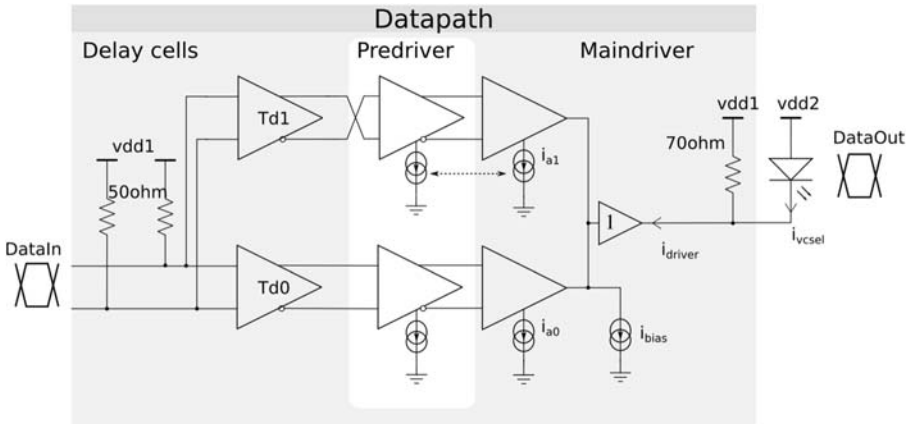 Datapath
Delay cells
Predriver
Maindriver
Td1
vdd1
50ohm
i_a1
vdd1
vdd2
70ohm
DataOut
1
i_driver
i_vcsel
DataIn
Td0
i_a0
i_bias